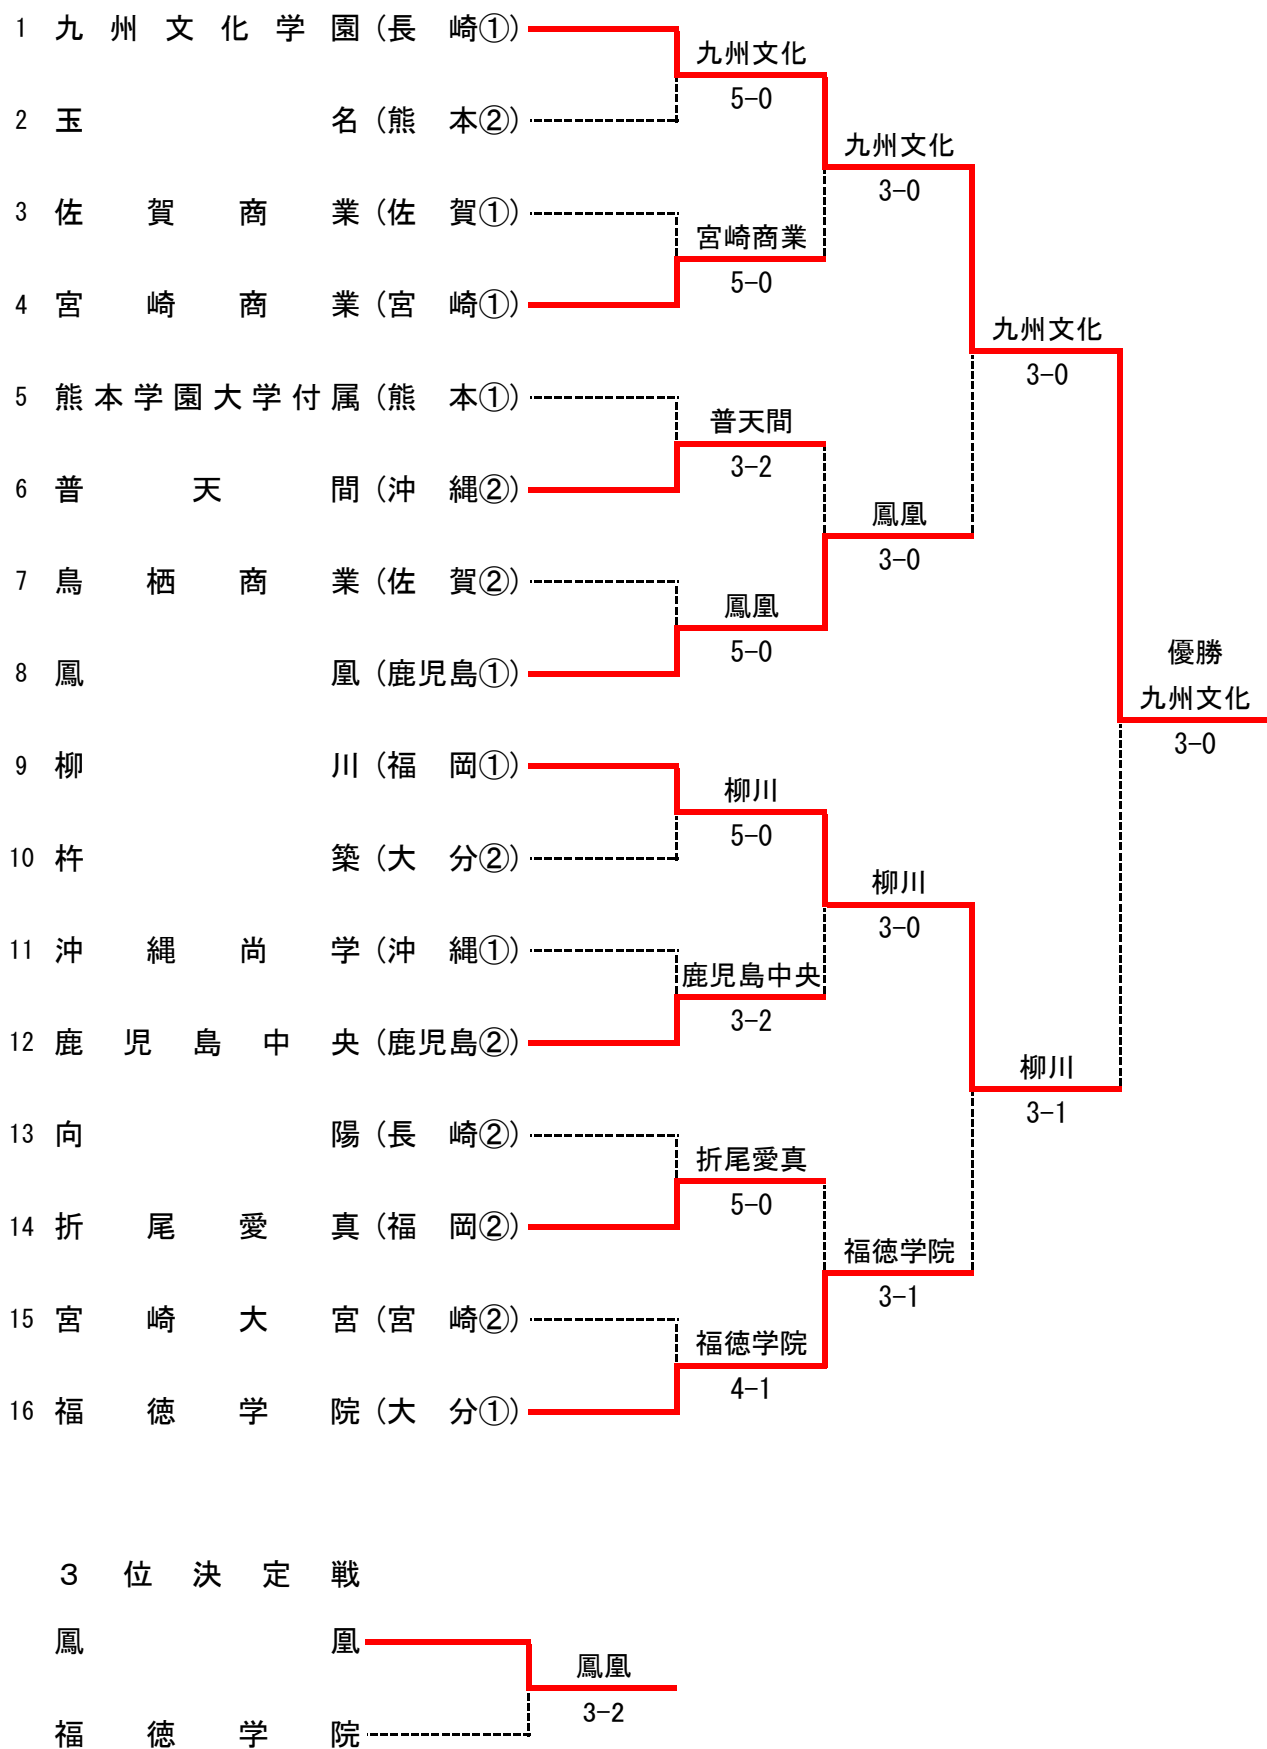 1 九州文化学園(長 崎①)
九州文化
5-0
2 玉名(熊 本②)
九州文化
3-0
3 佐賀商業(佐 賀①)
宮崎商業
5-0
4 宮崎商業(宮 崎①)
九州文化
3-0
5 熊本学園大学付属(熊 本①)
普天間
3-2
6 普天間(沖 縄②)
鳳凰
3-0
7 鳥栖商業(佐 賀②)
鳳凰
5-0
8 鳳凰(鹿児島①)
優勝
九州文化
3-0
9 柳川(福 岡①)
柳川
5-0
10 杵築(大 分②)
柳川
3-0
11 沖縄尚学(沖 縄①)
鹿児島中央
3-2
12 鹿児島中央(鹿児島②)
柳川
3-1
13 向陽(長 崎②)
折尾愛真
5-0
14 折尾愛真(福 岡②)
福徳学院
3-1
15 宮崎大宮(宮 崎②)
福徳学院
4-1
16 福徳学院(大 分①)
3位決定戦
鳳凰
鳳凰
3-2
福徳学院